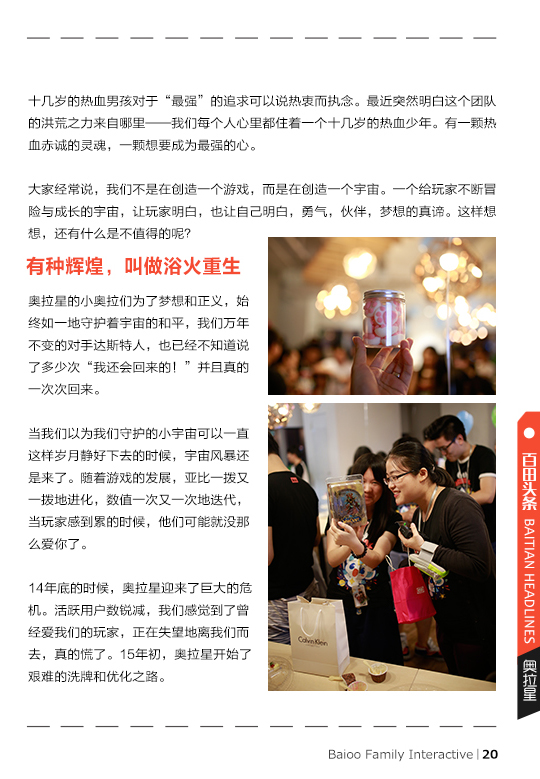 十几岁的热血男孩对于“最强”的追求可以说热衷而执念。最近突然明白这个团队
的洪荒之力来自哪里——我们每个人心里都住着一个十几岁的热血少年。有一颗热
血赤诚的灵魂，一颗想要成为最强的心。
大家经常说，我们不是在创造一个游戏，而是在创造一个宇宙。一个给玩家不断冒
险与成长的宇宙，让玩家明白，也让自己明白，勇气，伙伴，梦想的真谛。这样想
想，还有什么是不值得的呢？
有种辉煌，叫做浴火重生
奥拉星的小奥拉们为了梦想和正义，始
终如一地守护着宇宙的和平，我们万年
不变的对手达斯特人，也已经不知道说
了多少次“我还会回来的！”并且真的
一次次回来。
当我们以为我们守护的小宇宙可以一直
这样岁月静好下去的时候，宇宙风暴还
是来了。随着游戏的发展，亚比一拨又
一拨地进化，数值一次又一次地迭代，
当玩家感到累的时候，他们可能就没那
么爱你了。
14年底的时候，奥拉星迎来了巨大的危
机。活跃用户数锐减，我们感觉到了曾
经爱我们的玩家，正在失望地离我们而
去，真的慌了。15年初，奥拉星开始了
艰难的洗牌和优化之路。
Calvin Klein
百田头条 BAITIAN HEADLINES
奥拉星
Baioo Family Interactive | 20